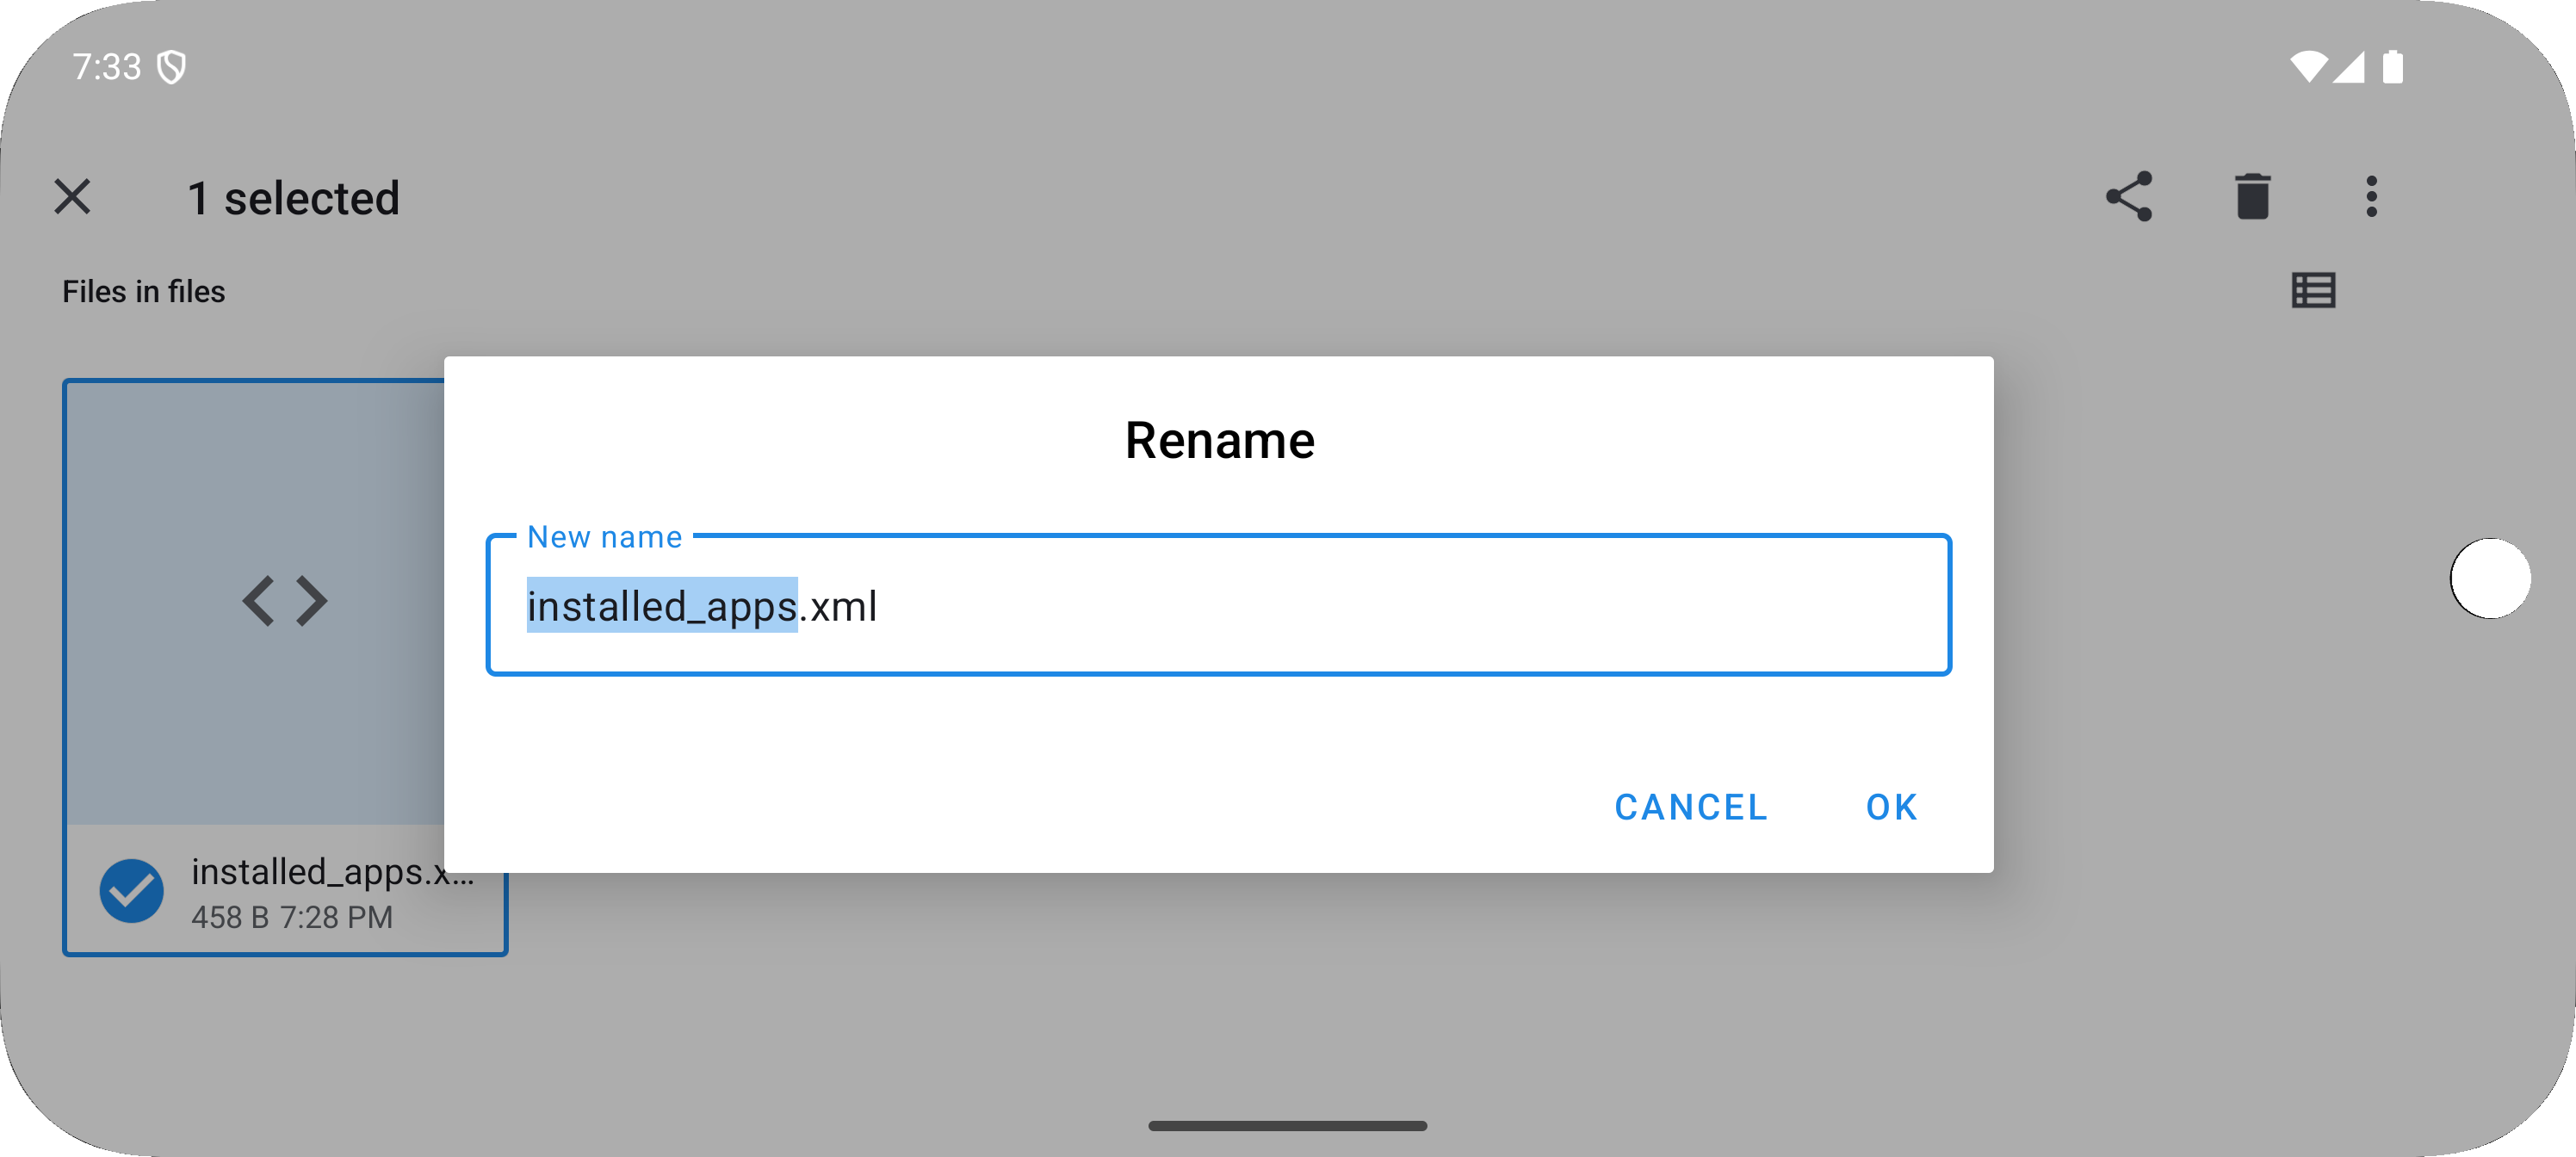 7:33
1 selected
Files in files
Rename
New name
installed_apps.xml
CANCEL
OK
installed_apps.x...
458 B 7:28 PM